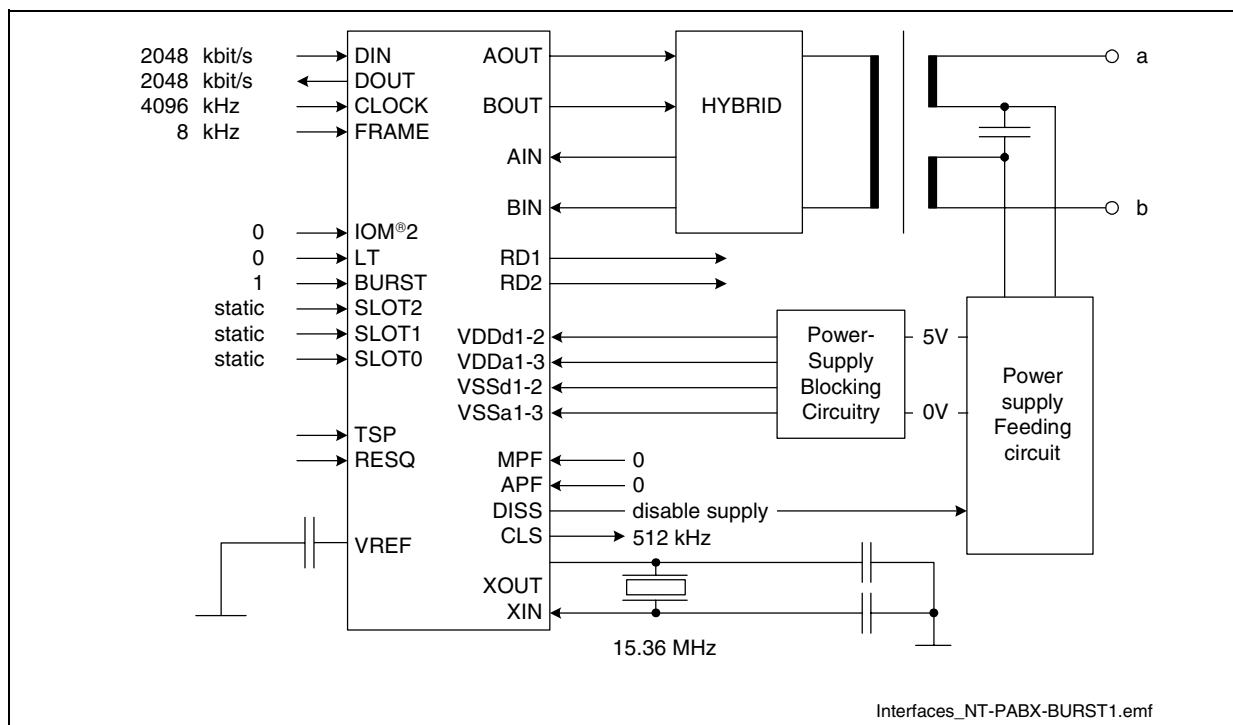 2048 kbit/s DIN AOUT a
2048 kbit/s DOUT
4096 kHz CLOCK BOUT HYBRID
8 kHz FRAME
AIN
BIN b
0 IOM®2
0 LT RD1
1 BURST RD2
static SLOT2
static SLOT1 VDDd1-2 Power- 5V
static SLOT0 VDDa1-3 Supply
VSSd1-2 Blocking Power
VSSa1-3 Circuitry 0V supply
TSP Feeding
RESQ MPF 0 circuit
APF 0
DISS disable supply
CLS 512 kHz
VREF
XOUT
XIN
15.36 MHz
Interfaces_NT-PABX-BURST1.emf